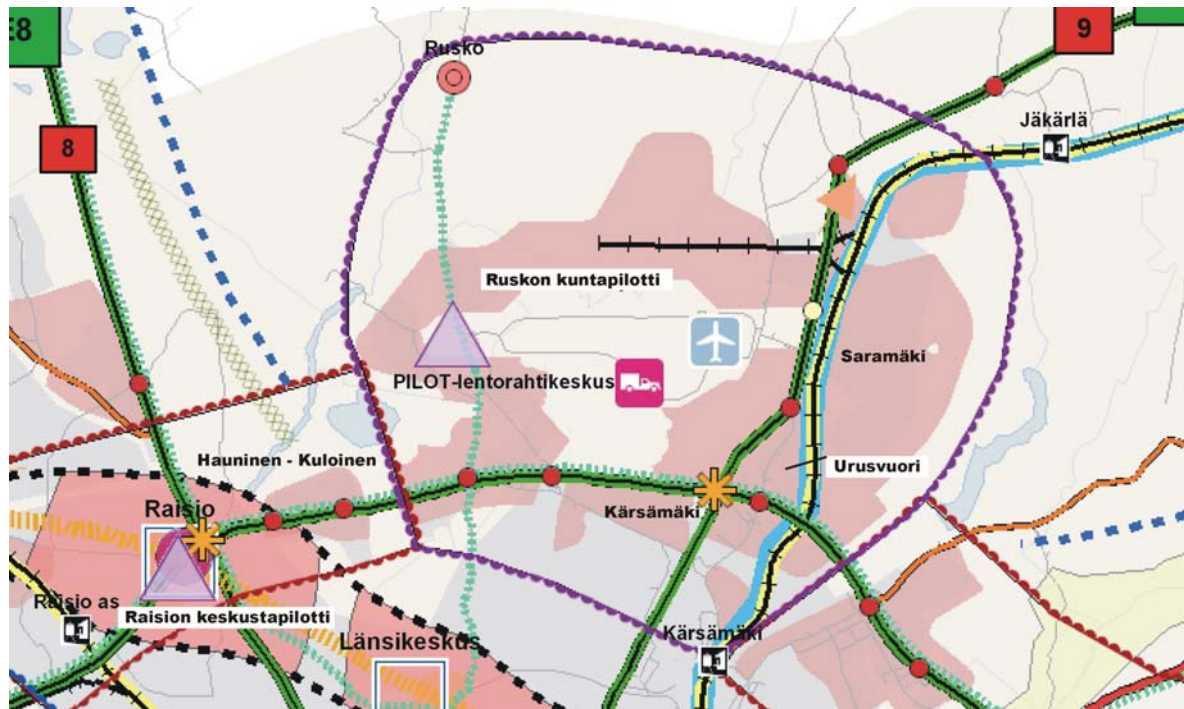 E8
9
Rusko
8
Jäkärlä
Ruskon kuntapilotti
Saramäki
PILOT-lentorahtikeskus
Hauninen - Kuloinen
Urusvuori
Raisio
Kärsämäki
Raisio as
Raision keskustapilotti
Länsikeskus
Kärsämäki